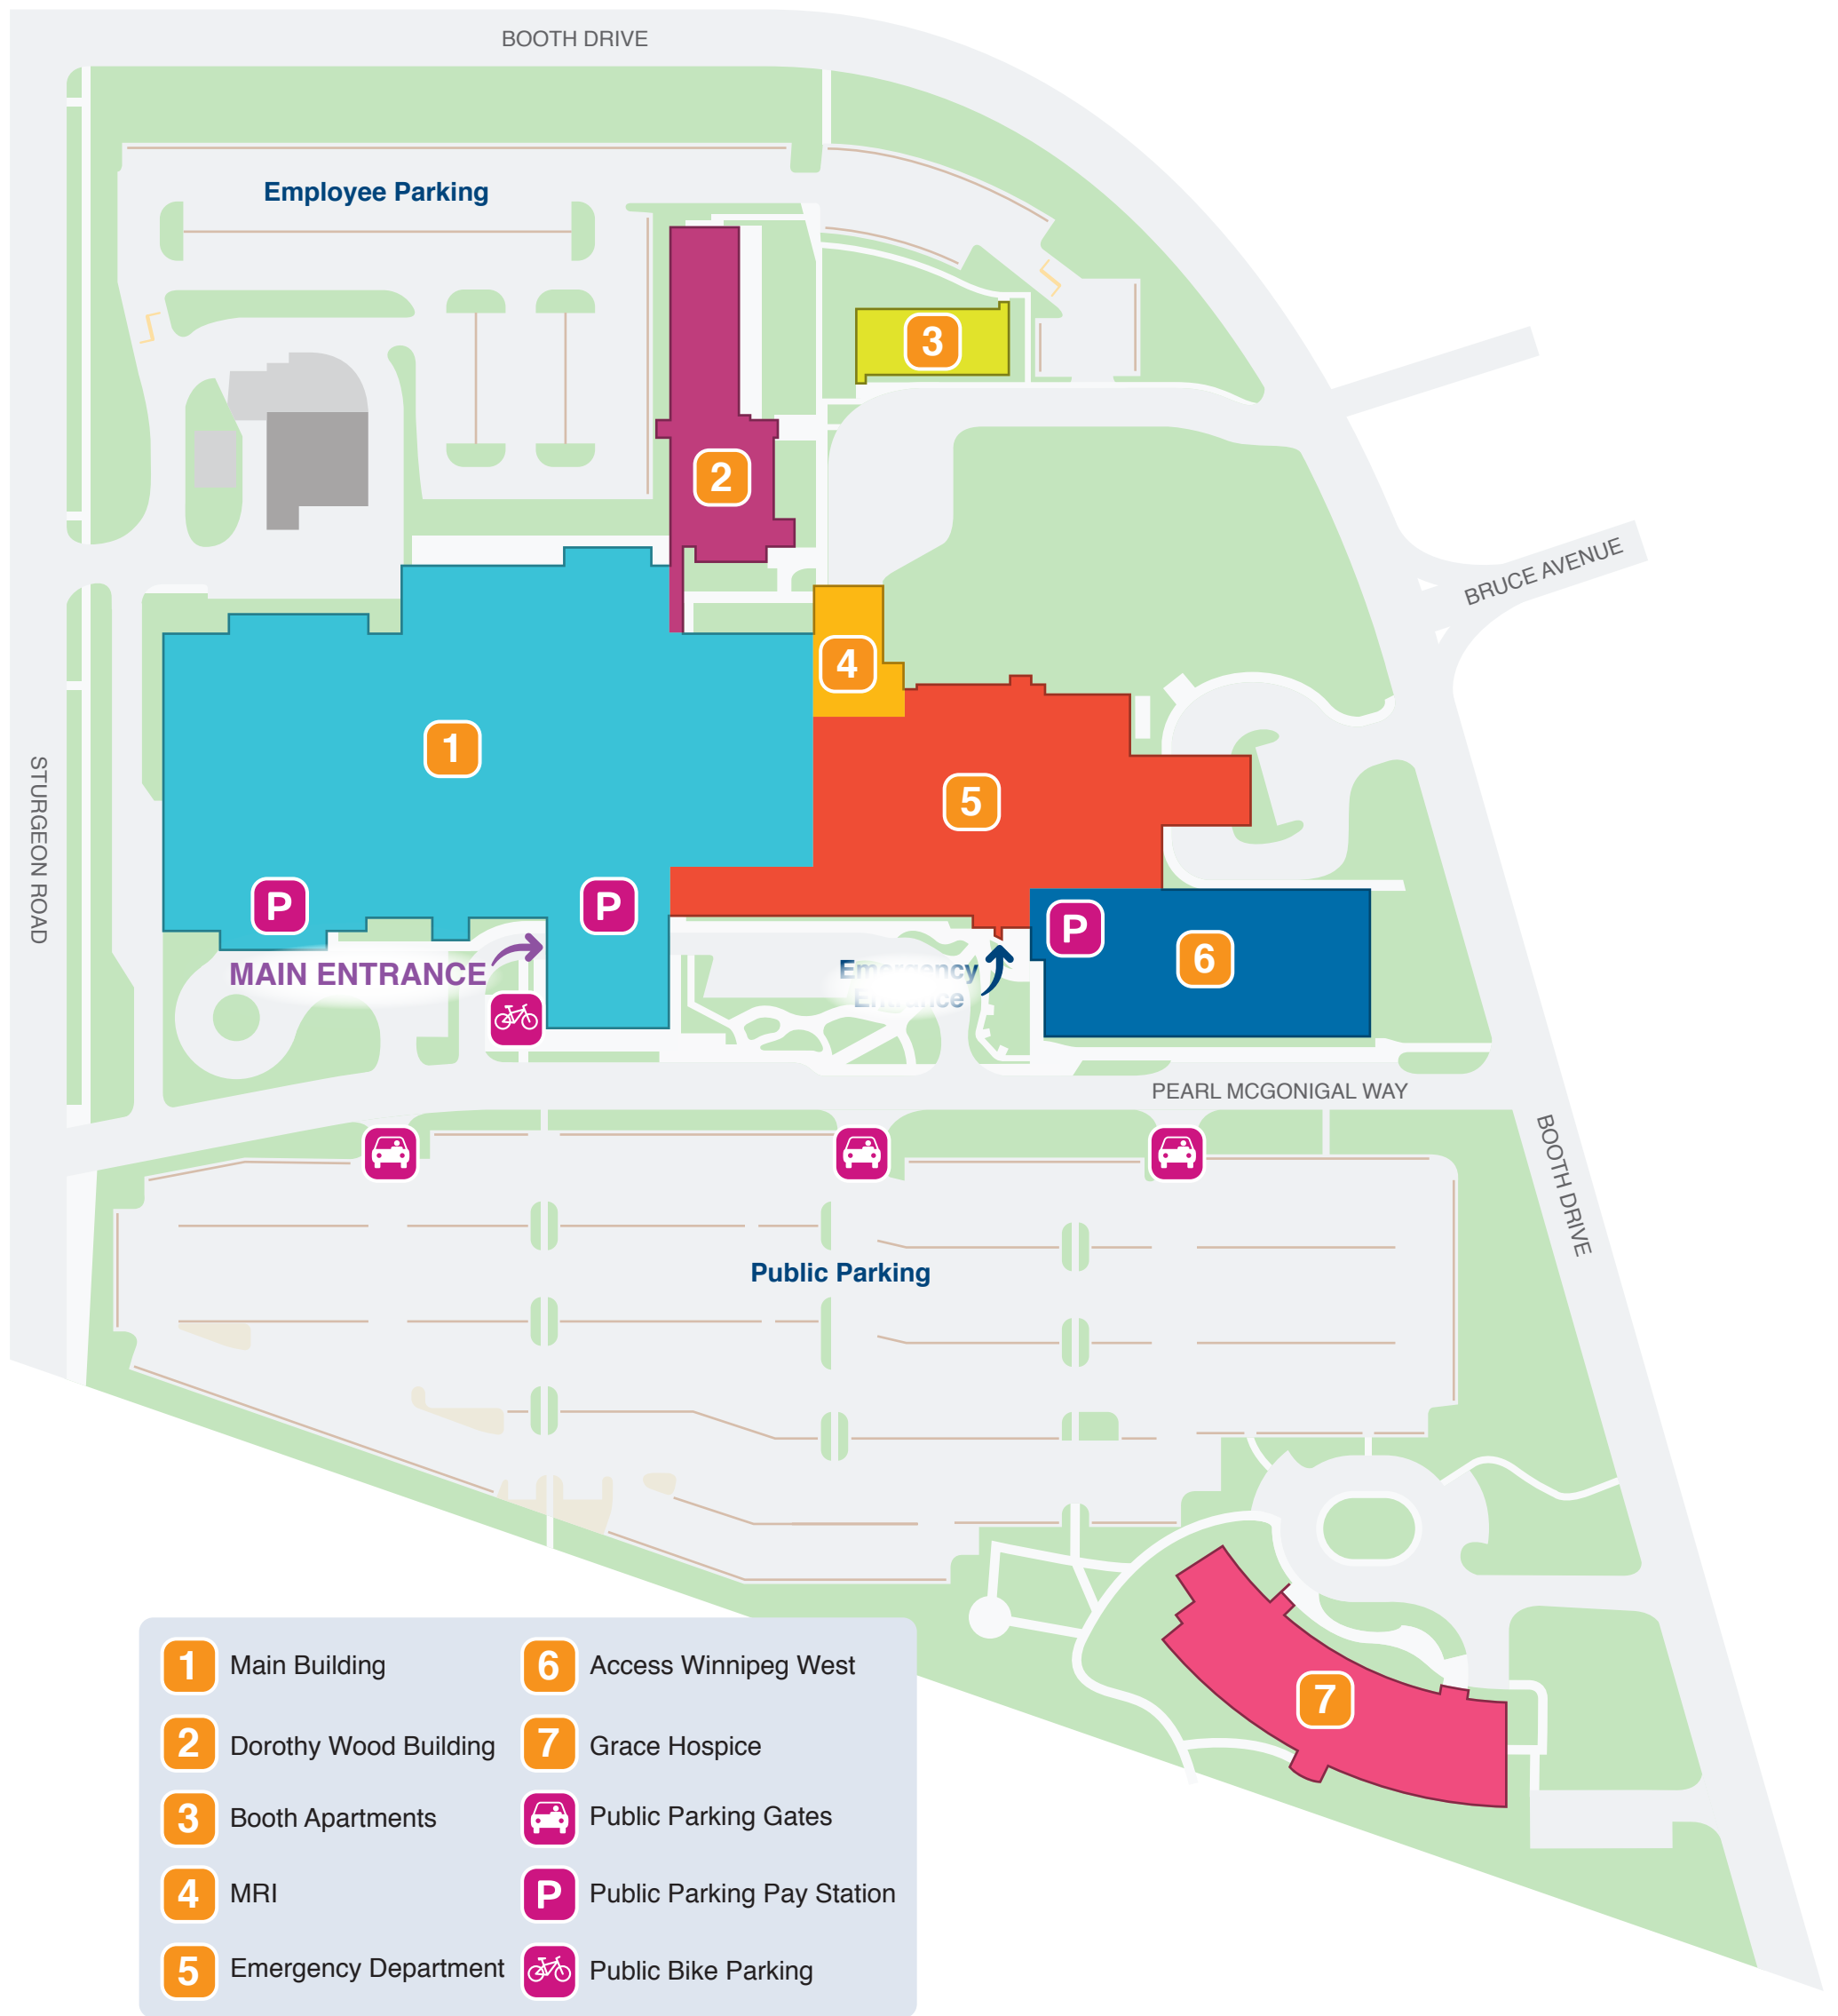 BOOTH DRIVE
Employee Parking
3
2
BRUCE AVENUE
4
1
5
STURGEON ROAD
P
P
P
6
MAIN ENTRANCE
Emergency
Entrance
PEARL MCGONIGAL WAY
BOOTH DRIVE
Public Parking
7
1 Main Building
2 Dorothy Wood Building
3 Booth Apartments
4 MRI
5 Emergency Department
6 Access Winnipeg West
7 Grace Hospice
Public Parking Gates
P Public Parking Pay Station
Public Bike Parking